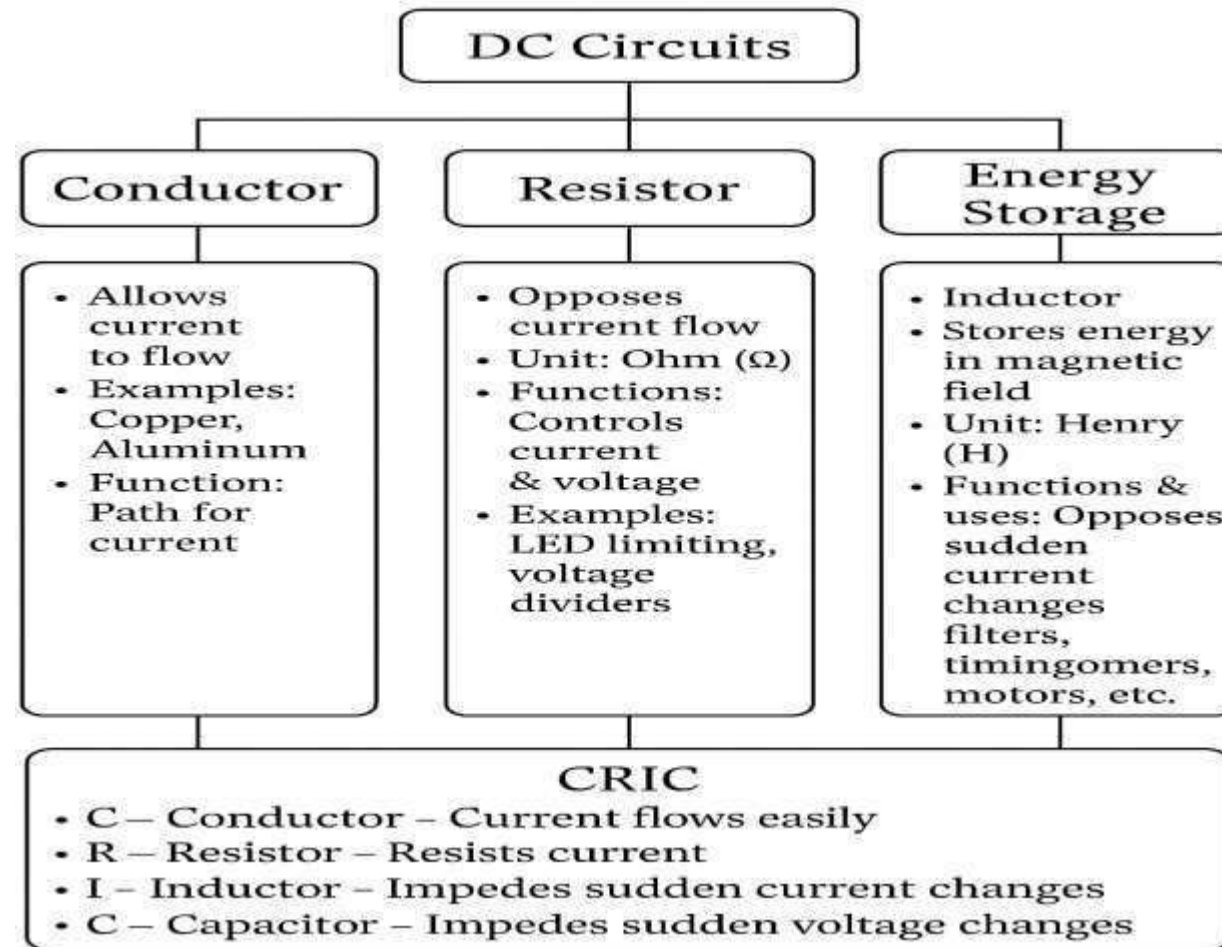 DC Circuits
Conductor
• Allows
current
to flow
• Examples:
Copper,
Aluminum
• Function:
Path for
current
Resistor
• Opposes
current flow
• Unit: Ohm (Ω)
• Functions:
Controls
current
& voltage
• Examples:
LED limiting,
voltage
dividers
Energy
Storage
• Inductor
• Stores energy
in magnetic
field
• Unit: Henry
(H)
• Functions &
uses: Opposes
sudden
current
changes
filters,
timingomers,
motors, etc.
CRIC
• C – Conductor – Current flows easily
• R – Resistor – Resists current
• I – Inductor – Impedes sudden current changes
• C – Capacitor – Impedes sudden voltage changes